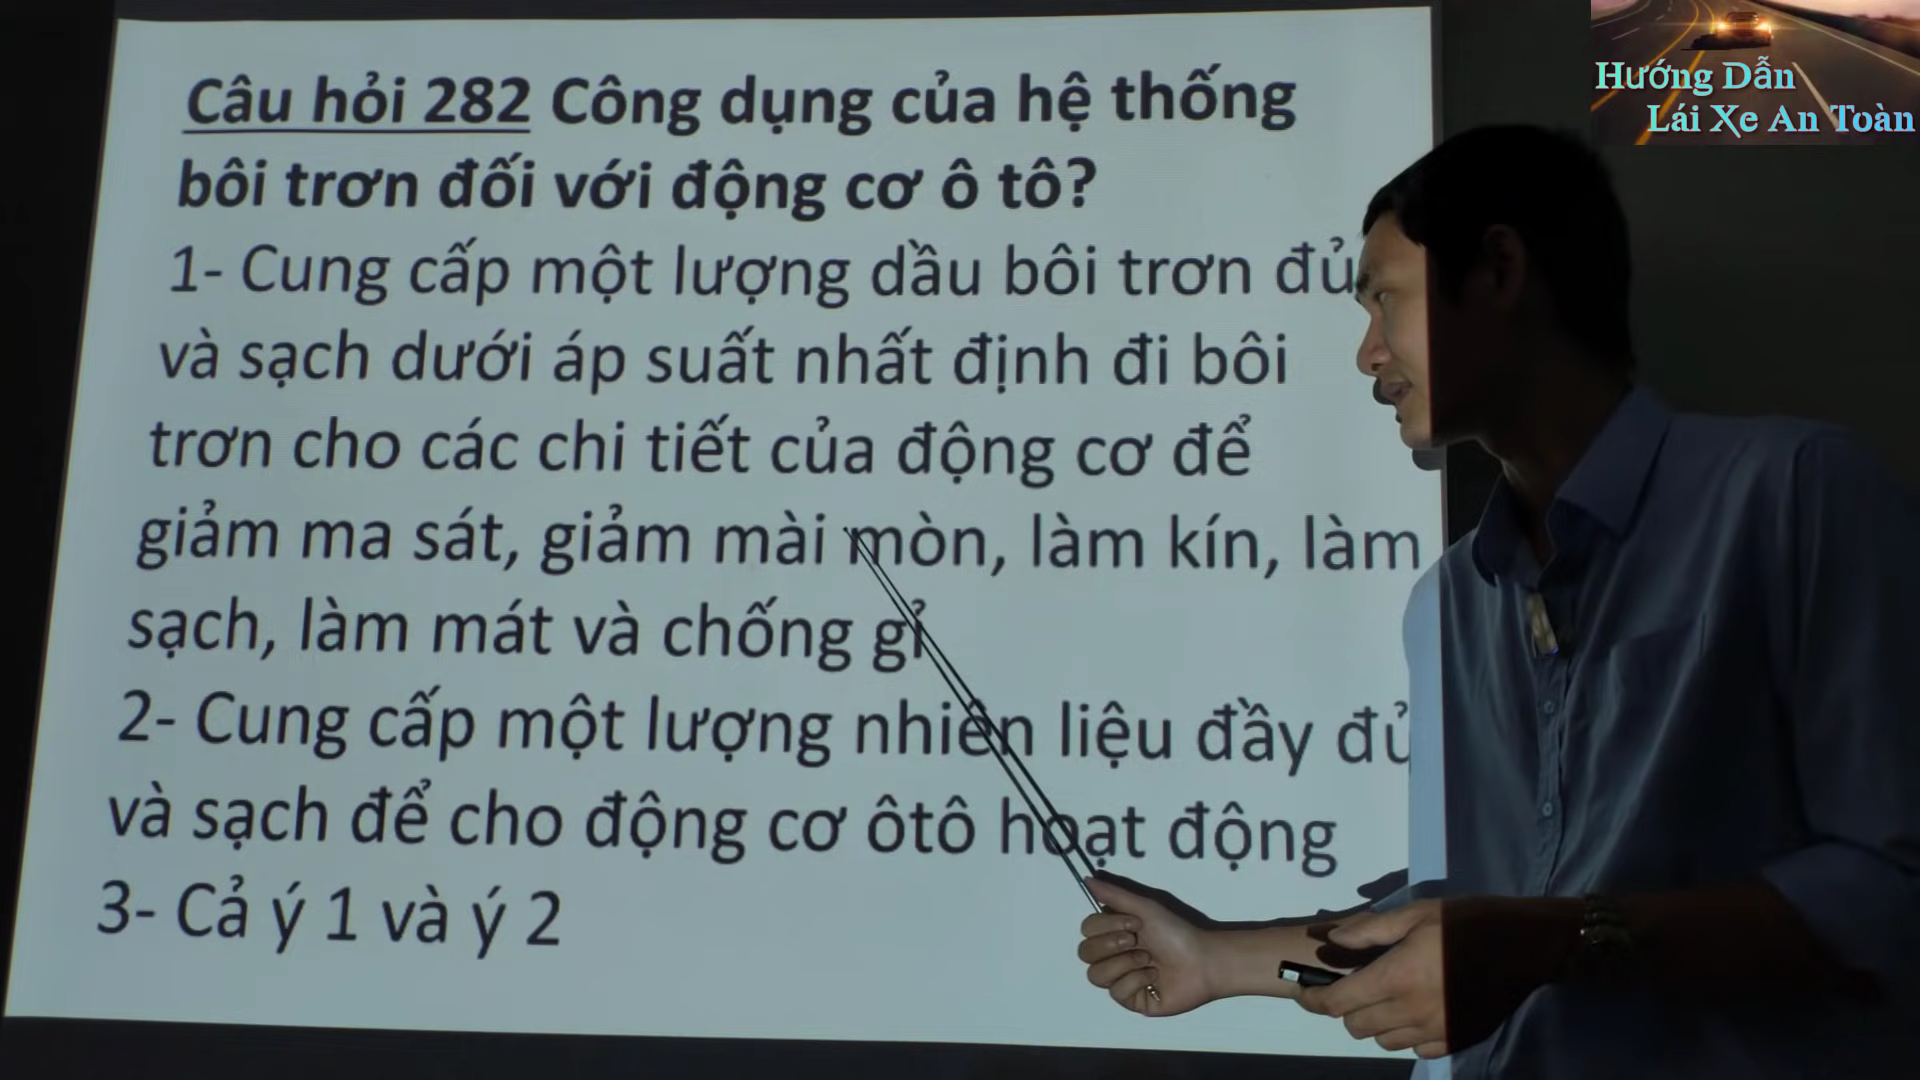 Câu hỏi 282 Công dụng của hệ thống
bôi trơn đối với động cơ ô tô?
1- Cung cấp một lượng dầu bôi trơn đủ
và sạch dưới áp suất nhất định đi bôi
trơn cho các chi tiết của động cơ để
giảm ma sát, giảm mài mòn, làm kín, làm
sạch, làm mát và chống gỉ
2- Cung cấp một lượng nhiên liệu đầy đủ
và sạch để cho động cơ ôtô hoạt động
3- Cả ý 1 và ý 2
Hướng Dẫn
Lái Xe An Toàn